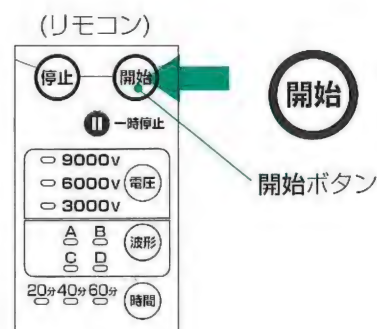 (リモコン)
停止 開始
開始
一時停止
開始ボタン
9000v
6000v 電圧
3000v
A B
波形
C D
20分 40分 60分
時間